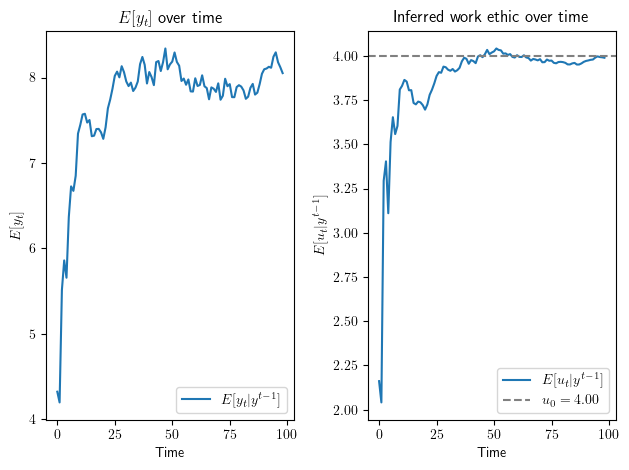 E[y_t] over time
8
7
6
5
4
E[y_t]
0
25
50
75
100
Time
E[y_t|y^{t−1}]
Inferred work ethic over time
4.00
3.75
3.50
3.25
3.00
2.75
2.50
2.25
2.00
E[u_t|y^{t−1}]
0
25
50
75
100
Time
E[u_t|y^{t−1}]
u_0 = 4.00